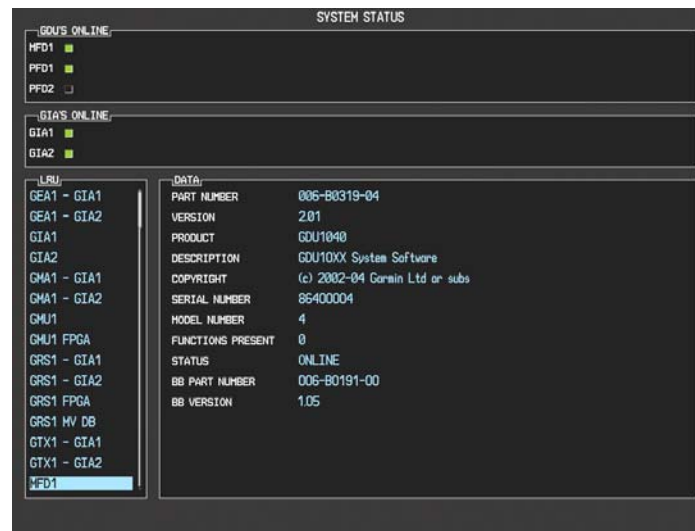 SYSTEM STATUS
GDU'S ONLINE
MFD1
PFD1
PFD2
GIA'S ONLINE
GIA1
GIA2
LRU
GEA1 - GIA1
GEA1 - GIA2
GIA1
GIA2
GMA1 - GIA1
GMA1 - GIA2
GMU1
GMU1 FPGA
GRS1 - GIA1
GRS1 - GIA2
GRS1 FPGA
GRS1 MV DB
GTX1 - GIA1
GTX1 - GIA2
MFD1
DATA
PART NUMBER 006-B0319-04
VERSION 2.01
PRODUCT GDU1040
DESCRIPTION GDU10XX System Software
COPYRIGHT (c) 2002-04 Garmin Ltd or subs
SERIAL NUMBER 86400004
MODEL NUMBER 4
FUNCTIONS PRESENT 0
STATUS ONLINE
BB PART NUMBER 006-B0191-00
BB VERSION 1.05